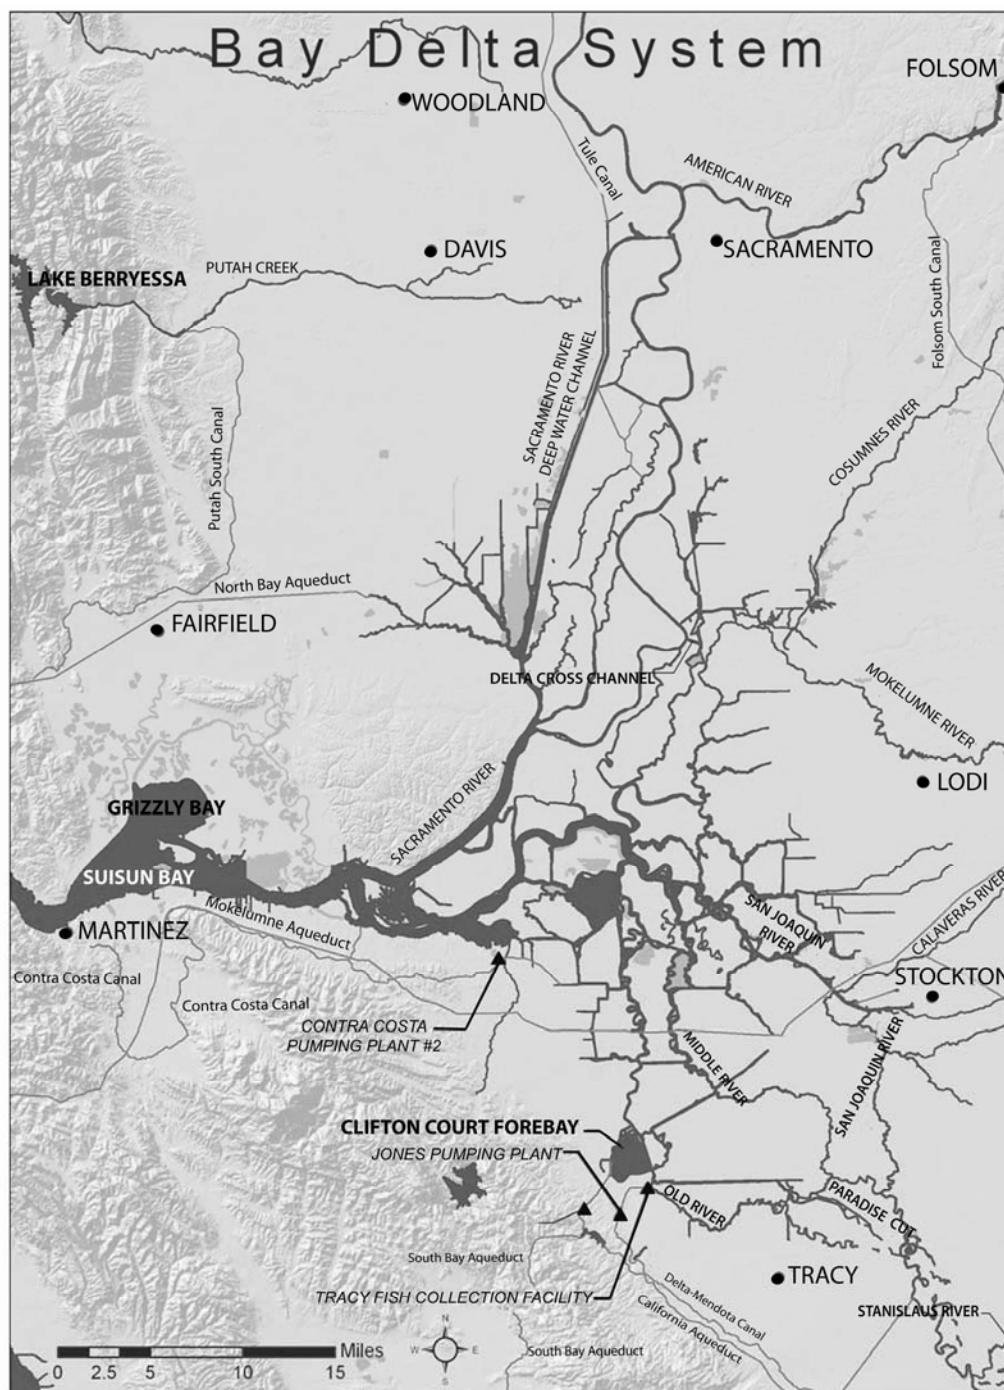 Bay Delta System
FOLSOM
WOODLAND
Tule Canal
AMERICAN RIVER
DAVIS
SACRAMENTO
LAKE BERRYESSA
PUTAH CREEK
Folsom South Canal
SACRAMENTO RIVER
DEEP WATER CHANNEL
COSUMNES RIVER
Putah South Canal
North Bay Aqueduct
FAIRFIELD
DELTA CROSS CHANNEL
MOKELUMNE RIVER
LODI
SACRAMENTO RIVER
GRIZZLY BAY
SUISUN BAY
Mokelumne Aqueduct
MARTINEZ
SAN JOAQUIN
RIVER
CALAVERAS RIVER
STOCKTON
Contra Costa Canal
Contra Costa Canal
CONTRA COSTA
PUMPING PLANT #2
MIDDLE RIVER
SAN JOAQUIN RIVER
CLIFTON COURT FOREBAY
JONES PUMPING PLANT
OLD RIVER
PARADISE CUT
South Bay Aqueduct
TRACY FISH COLLECTION FACILITY
TRACY
Delta-Mendota Canal
California Aqueduct
STANISLAUS RIVER
South Bay Aqueduct
N
W E
S
Miles
0 2.5 5 10 15